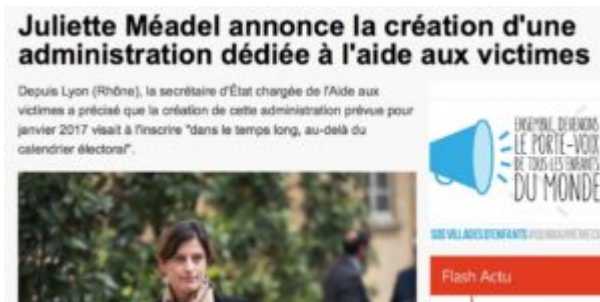 Juliette Méadel annonce la création d'une
administration dédiée à l'aide aux victimes
Depuis Lyon (Rhône), la secrétaire d'État chargée de l'Aide aux
victimes a précisé que la création de cette administration prévue pour
janvier 2017 visait à l'inscrire "dans le temps long, au-delà du
calendrier électoral".
ENSEMBLE, DEVENONS
LE PORTE-VOIX
DE TOUS LES ENFANTS
DU MONDE
SOS VILLAGES D'ENFANTS
Flash Actu